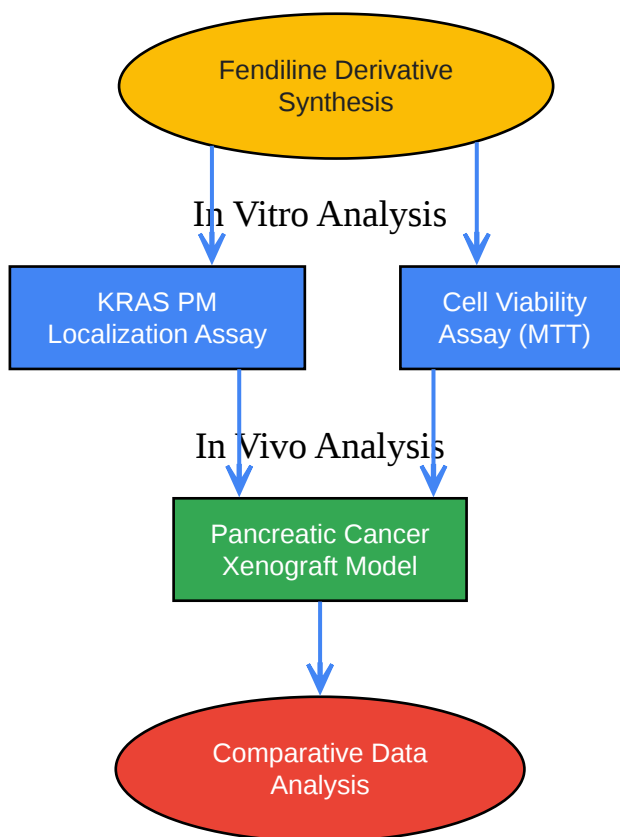 Fendiline Derivative
Synthesis
In Vitro Analysis
KRAS PM
Localization Assay
Cell Viability
Assay (MTT)
In Vivo Analysis
Pancreatic Cancer
Xenograft Model
Comparative Data
Analysis